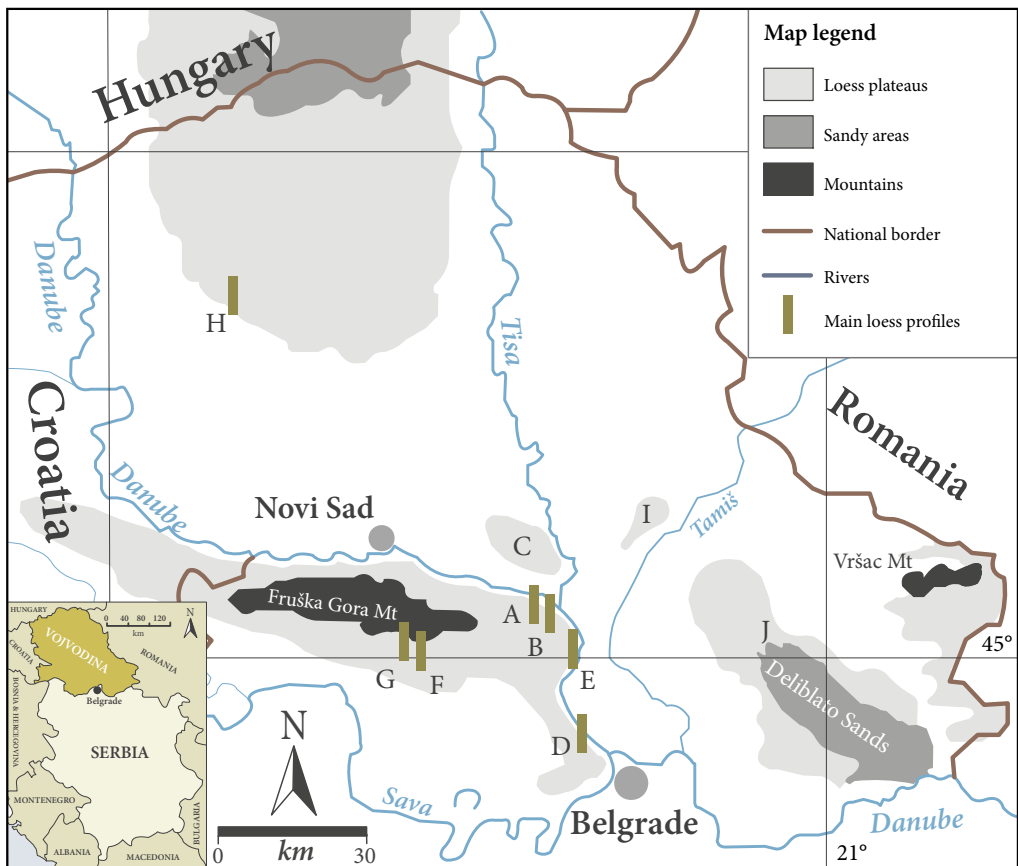 Map legend
Loess plateaus
Sandy areas
Mountains
National border
Rivers
Main loess profiles
Hungary
Danube
Tisa
H
Croatia
Romania
Danube
Novi Sad
Tamiš
I
C
Vršac Mt
Fruška Gora Mt
A
B
J
45°
G
F
E
Deliblato Sands
D
N
Sava
Belgrade
Danube
0 30
km
21°
HUNGARY
0 40 80 120
km
N
VOJVODINA
CROATIA
ROMANIA
Belgrade
BOSNIA & HERCEGOVINA
SERBIA
MONTENEGRO
BULGARIA
ALBANIA
MACEDONIA